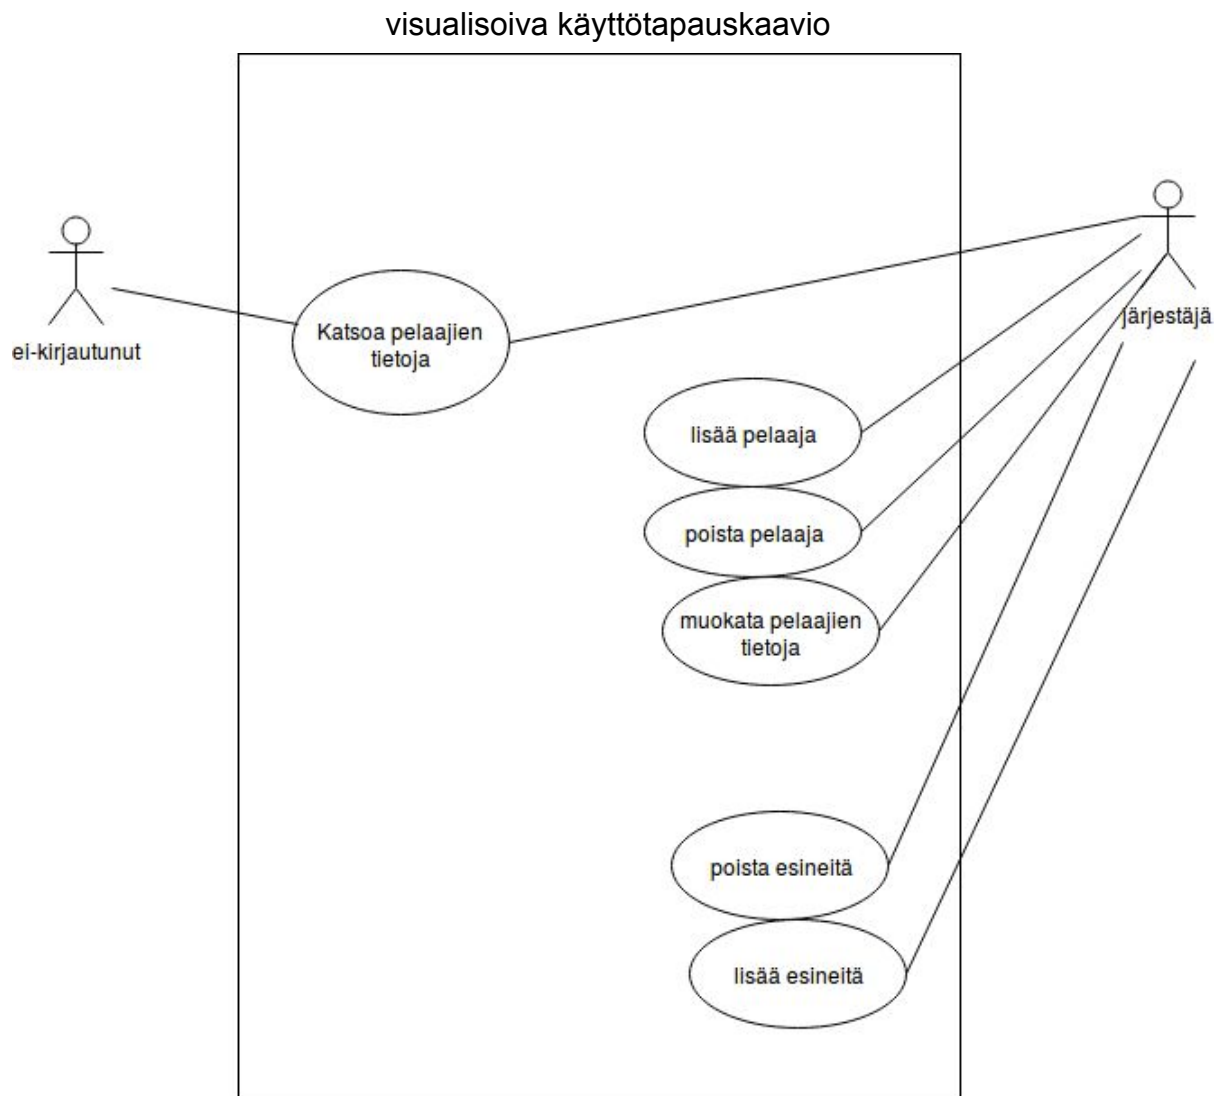 visualisoiva käyttötapauskaavio
ei-kirjautunut
Katsoa pelaajien
tietoja
järjestäjä
lisää pelaaja
poista pelaaja
muokata pelaajien
tietoja
poista esineitä
lisää esineitä